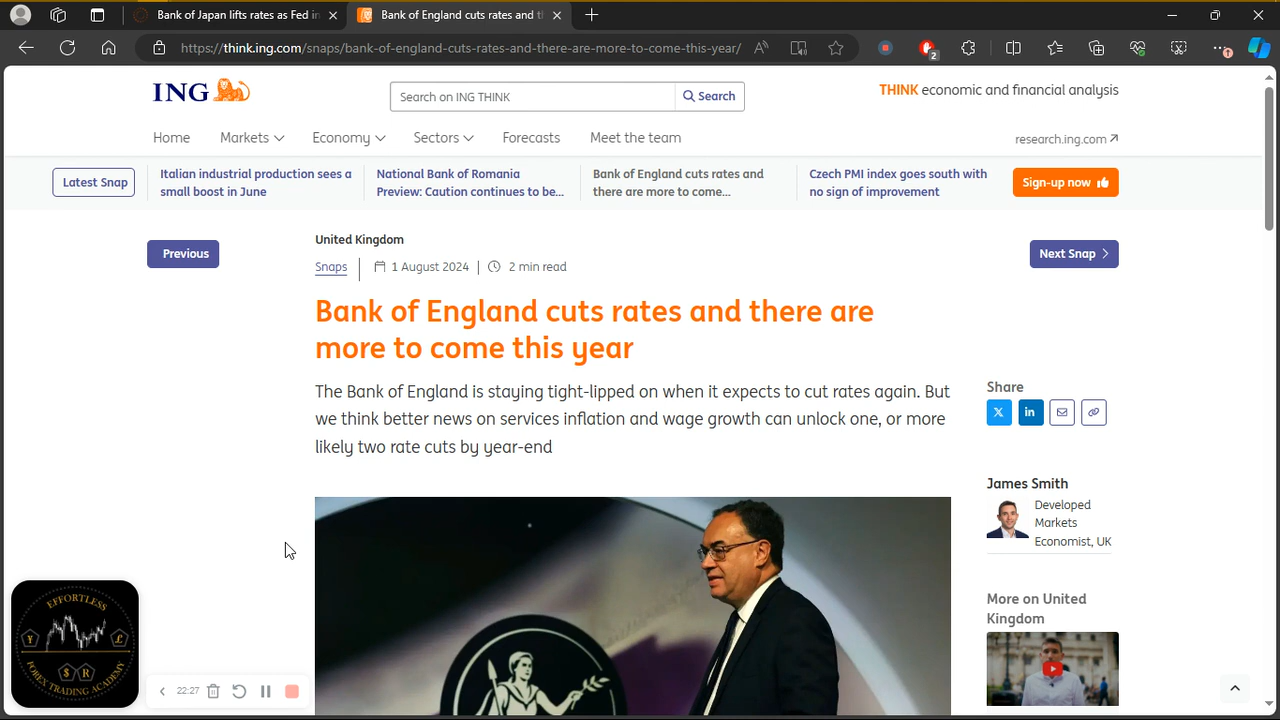 Bank of Japan lifts rates as Fed in
Bank of England cuts rates and t
https://think.ing.com/snaps/bank-of-england-cuts-rates-and-there-are-more-to-come-this-year/
2
ING
Search on ING THINK
Search
THINK economic and financial analysis
Home
Markets
Economy
Sectors
Forecasts
Meet the team
research.ing.com
Latest Snap
Italian industrial production sees a
small boost in June
National Bank of Romania
Preview: Caution continues to be...
Bank of England cuts rates and
there are more to come...
Czech PMI index goes south with
no sign of improvement
Sign-up now
United Kingdom
Previous
Snaps
1 August 2024
2 min read
Next Snap
Bank of England cuts rates and there are
more to come this year
The Bank of England is staying tight-lipped on when it expects to cut rates again. But
we think better news on services inflation and wage growth can unlock one, or more
likely two rate cuts by year-end
Share
James Smith
Developed
Markets
Economist, UK
More on United
Kingdom
EFFORTLESS
FOREX TRADING ACADEMY
¥
£
$
R
22:27